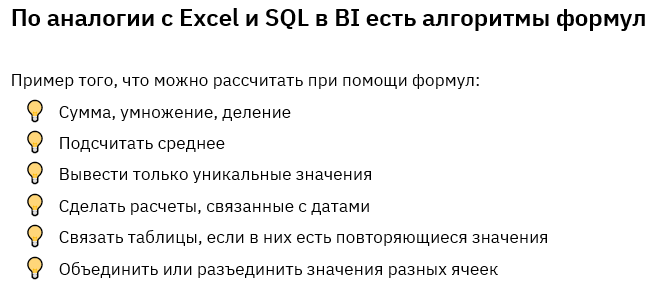 По аналогии с Excel и SQL в BI есть алгоритмы формул
Пример того, что можно рассчитать при помощи формул:
Сумма, умножение, деление
Подсчитать среднее
Вывести только уникальные значения
Сделать расчеты, связанные с датами
Связать таблицы, если в них есть повторяющиеся значения
Объединить или разъединить значения разных ячеек